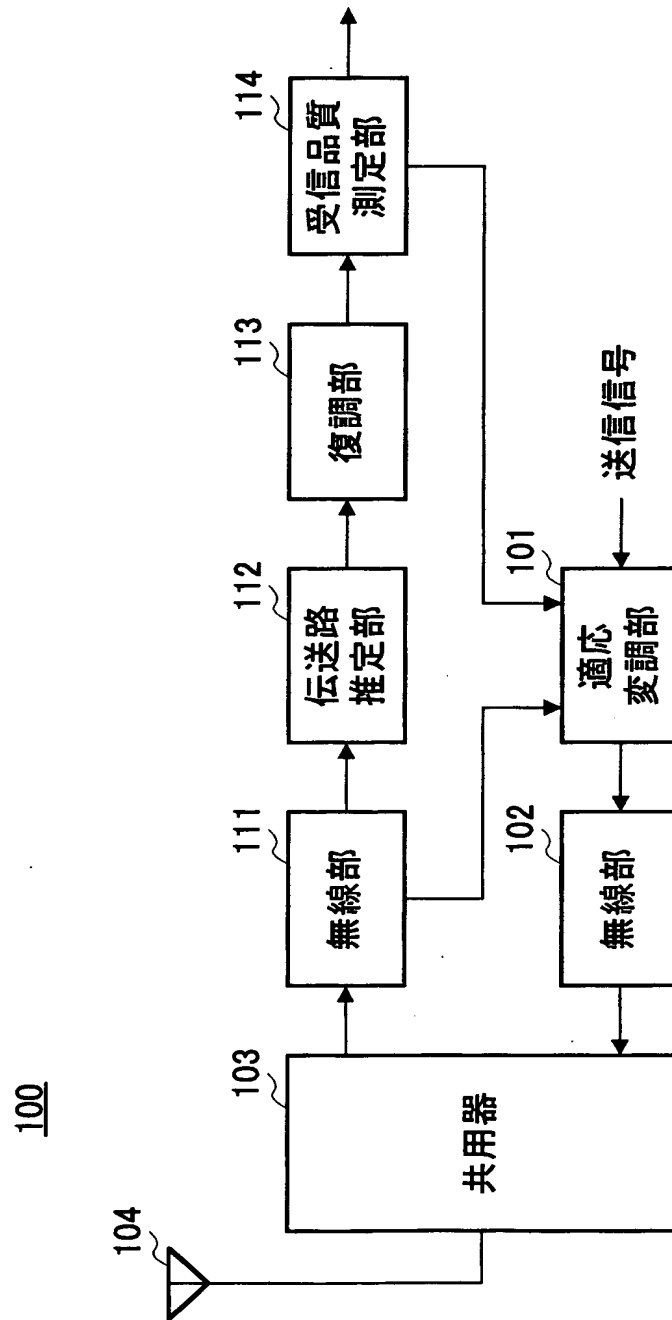 100
104
103
共用器
111
無線部
112
伝送路
推定部
113
復調部
114
受信品質
測定部
102
無線部
101
適応
変調部
送信信号